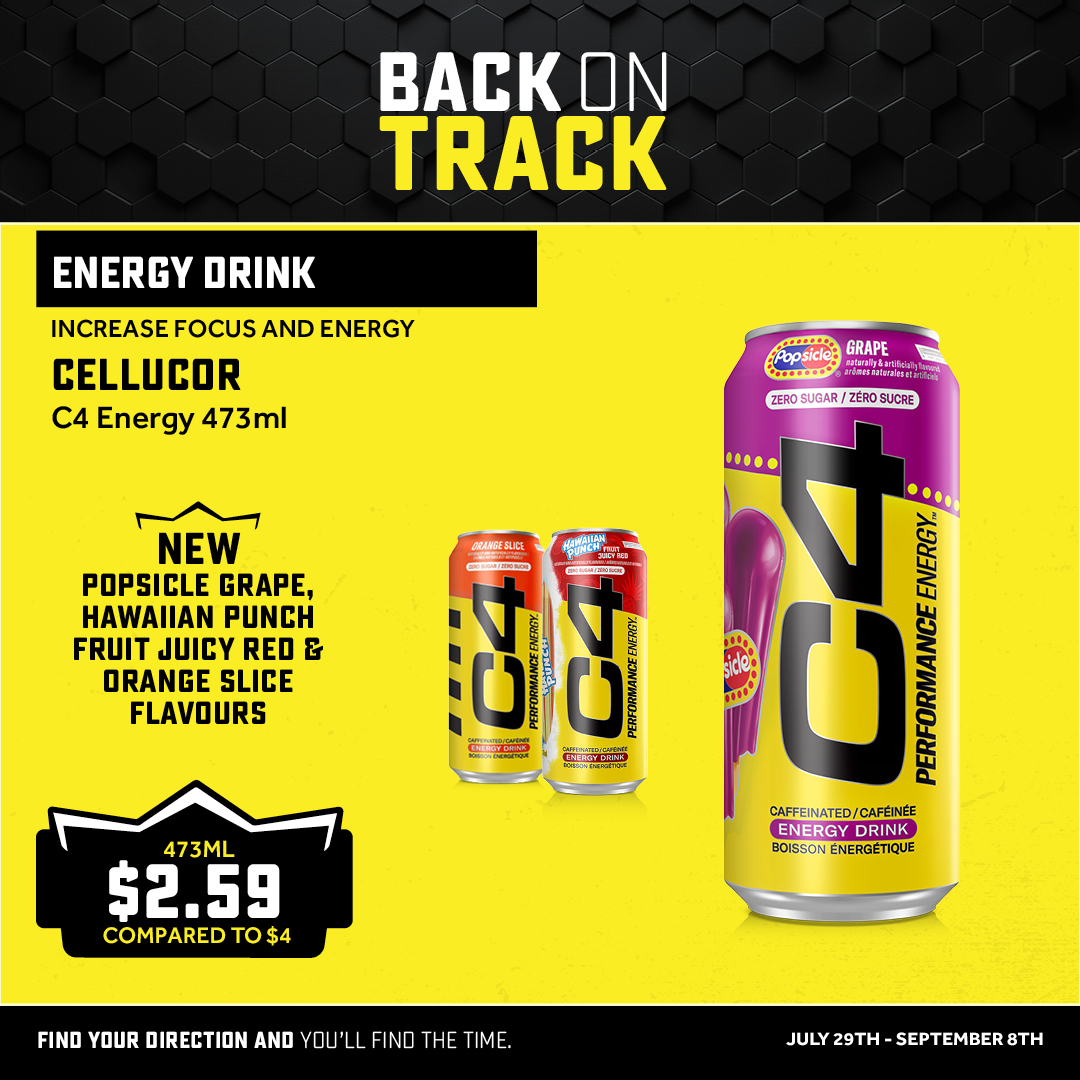 BACK ON
TRACK
ENERGY DRINK
INCREASE FOCUS AND ENERGY
CELLUCOR
C4 Energy 473ml
NEW
POPSICLE GRAPE,
HAWAIIAN PUNCH
FRUIT JUICY RED &
ORANGE SLICE
FLAVOURS
473ML
$2.59
COMPARED TO $4
ORANGE SLICE
ZERO SUGAR / ZÉRO SUCRE
C4
PERFORMANCE ENERGY
CAFFEINATED / CAFÉINÉE
ENERGY DRINK
BOISSON ÉNERGÉTIQUE
HAWAIIAN
PUNCH
FRUIT
JUICY RED
ZERO SUGAR / ZÉRO SUCRE
C4
PERFORMANCE ENERGY
PUNCH
CAFFEINATED / CAFÉINÉE
ENERGY DRINK
BOISSON ÉNERGÉTIQUE
Popsicle
GRAPE
naturally & artificially flavoured
arômes naturales et artificiels
ZERO SUGAR / ZÉRO SUCRE
C4
PERFORMANCE ENERGY™
sicle
CAFFEINATED / CAFÉINÉE
ENERGY DRINK
BOISSON ÉNERGÉTIQUE
FIND YOUR DIRECTION AND YOU'LL FIND THE TIME.
JULY 29TH - SEPTEMBER 8TH